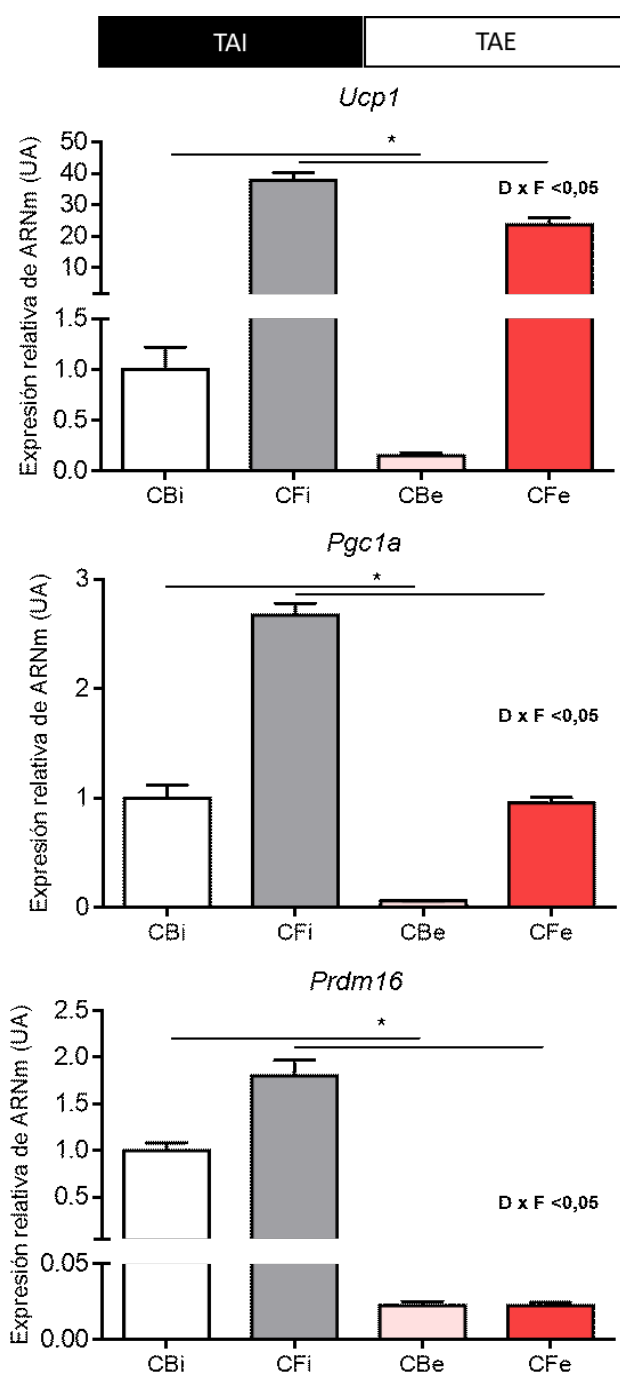 TAI TAE
Ucp1
Expresión relativa de ARNm (UA)
50
40
30
20
10
1.5
1.0
0.5
0.0
*
D x F <0,05
CBi CFi CBe CFe
Pgc1a
Expresión relativa de ARNm (UA)
3
2
1
0
*
D x F <0,05
CBi CFi CBe CFe
Prdm16
Expresión relativa de ARNm (UA)
2.5
2.0
1.5
1.0
0.5
0.05
0.00
*
D x F <0,05
CBi CFi CBe CFe